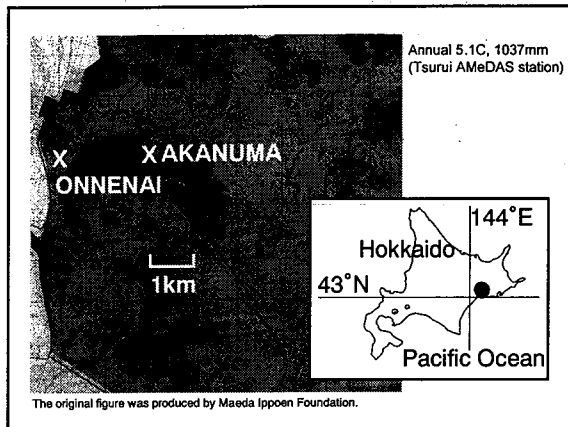 Annual 5.1C, 1037mm
(Tsurui AMeDAS station)
X X AKANUMA
ONNENAI
1km
144°E
Hokkaido
43°N
Pacific Ocean
The original figure was produced by Maeda Ippoen Foundation.